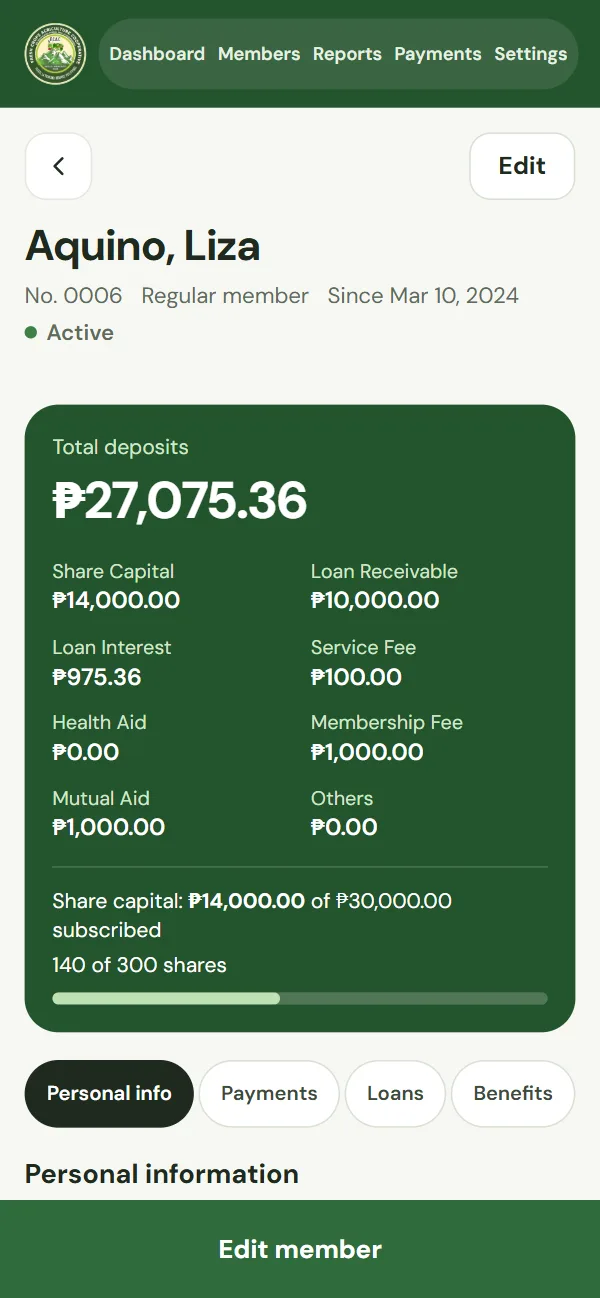 Dashboard Members Reports Payments Settings
Edit
Aquino, Liza
No. 0006 Regular member Since Mar 10, 2024
Active
Total deposits
₱27,075.36
Share Capital Loan Receivable
₱14,000.00 ₱10,000.00
Loan Interest Service Fee
₱975.36 ₱100.00
Health Aid Membership Fee
₱0.00 ₱1,000.00
Mutual Aid Others
₱1,000.00 ₱0.00
Share capital: ₱14,000.00 of ₱30,000.00
subscribed
140 of 300 shares
Personal info Payments Loans Benefits
Personal information
Edit member